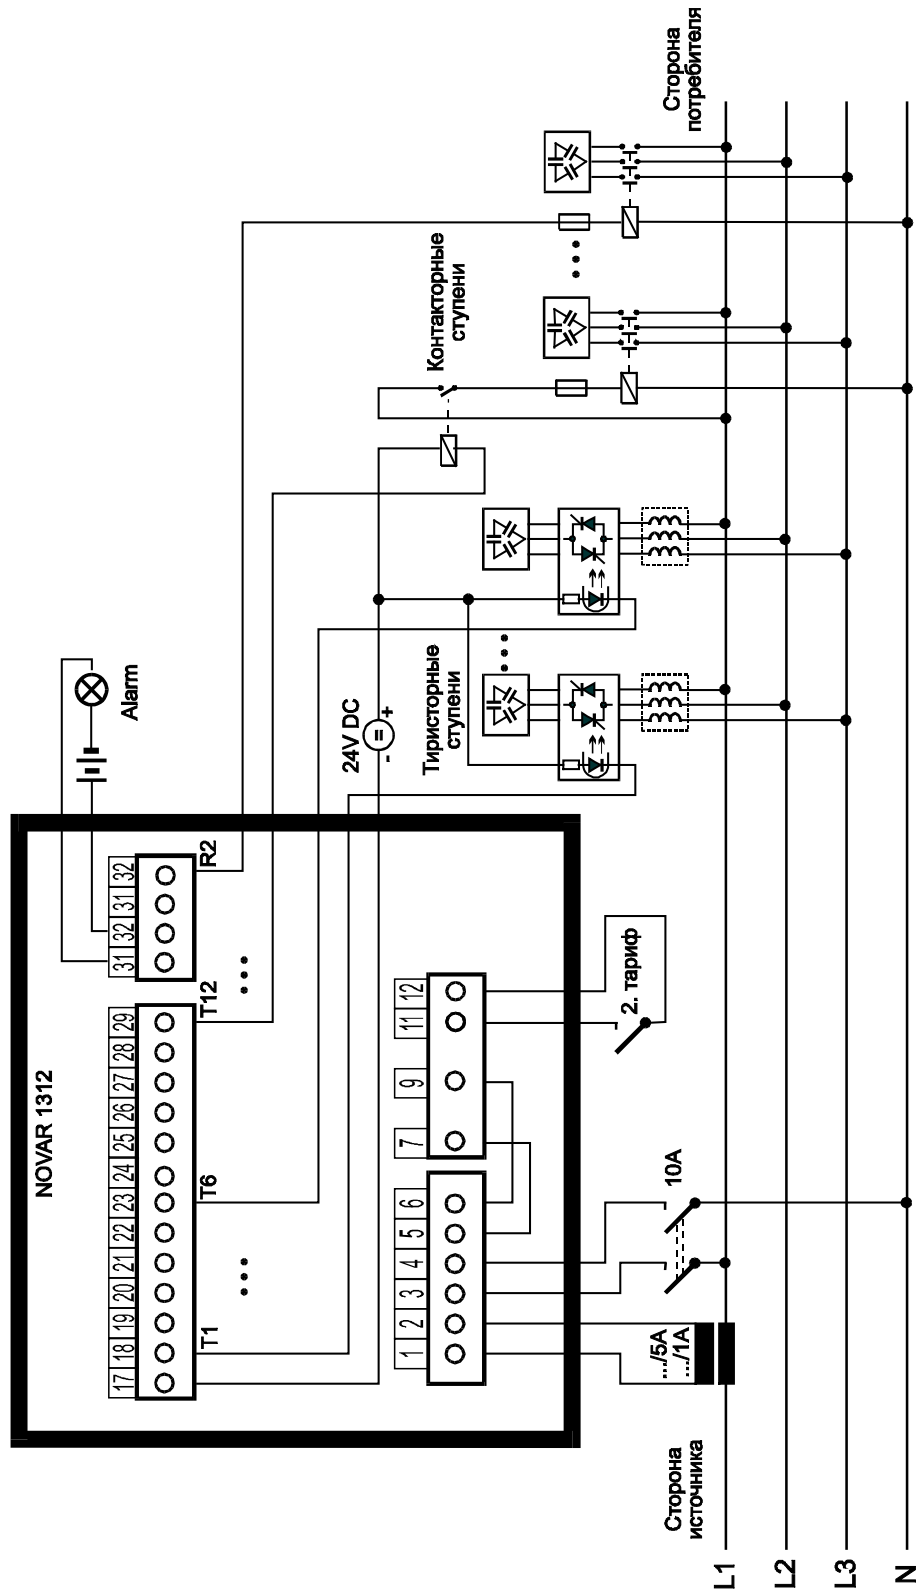 NOVAR 1312
17 18 19 20 21 22 23 24 25 26 27 28 29
31 32 31 32
T1
T6
T12
R2
Alarm
1 2 3 4 5 6
7 9 11 12
24V DC
- = +
Контакторные
ступени
Тиристорные
ступени
2. тариф
10A
.../5A
.../1A
Сторона
источника
Сторона
потребителя
L1
L2
L3
N